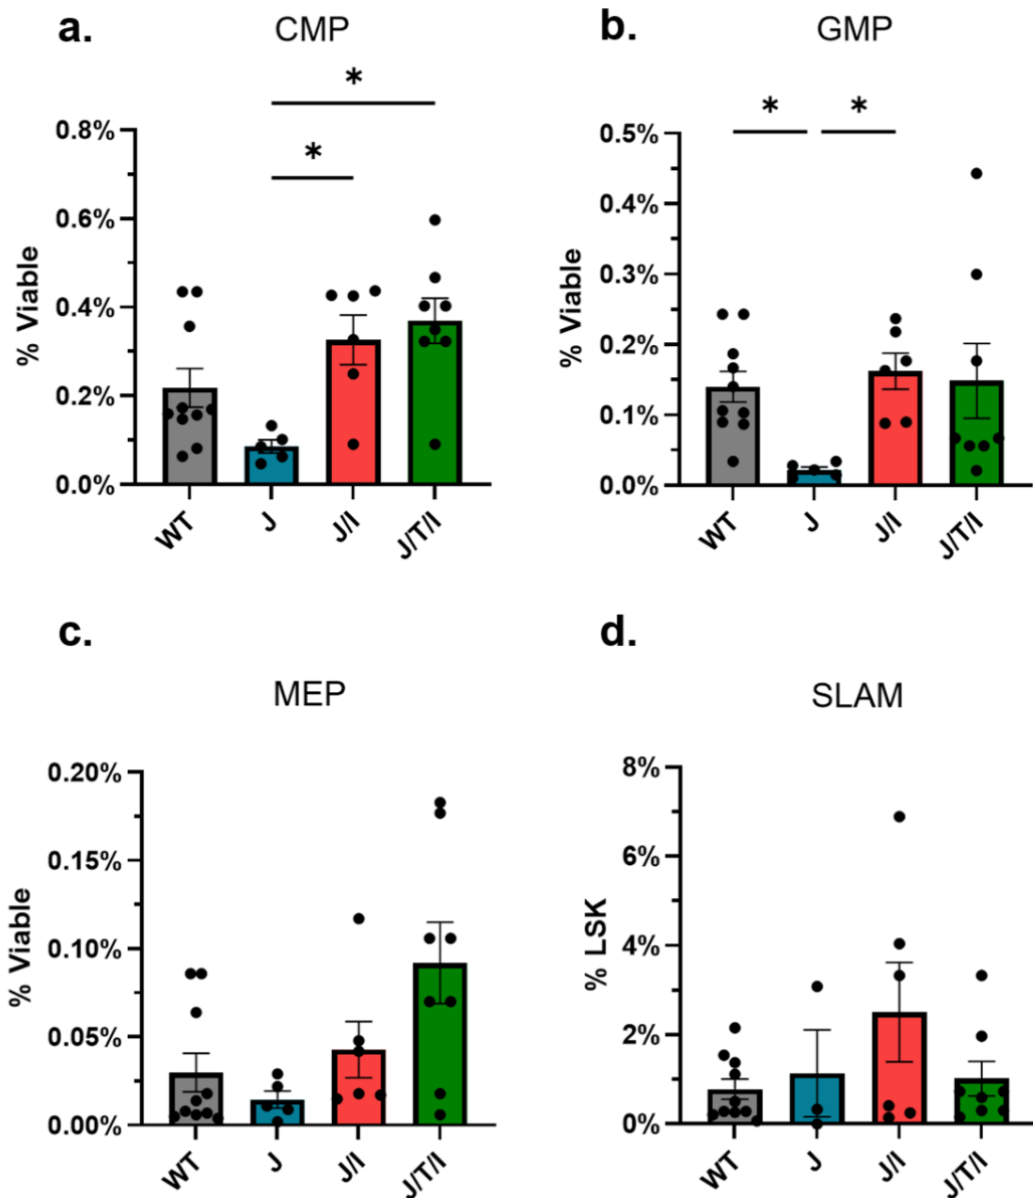 a.
CMP
*
*
% Viable
0.8%
0.6%
0.4%
0.2%
0.0%
WT
J
J/I
J/T/I
b.
GMP
*
*
% Viable
0.5%
0.4%
0.3%
0.2%
0.1%
0.0%
WT
J
J/I
J/T/I
c.
MEP
% Viable
0.20%
0.15%
0.10%
0.05%
0.00%
WT
J
J/I
J/T/I
d.
SLAM
% LSK
8%
6%
4%
2%
0%
WT
J
J/I
J/T/I